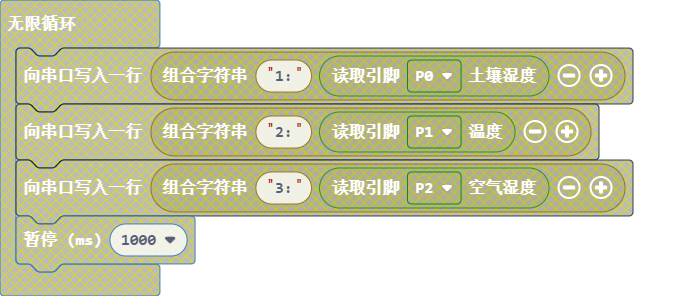 无限循环
向串口写入一行 组合字符串 "1:" 读取引脚 P0 土壤湿度
向串口写入一行 组合字符串 "2:" 读取引脚 P1 温度
向串口写入一行 组合字符串 "3:" 读取引脚 P2 空气湿度
暂停 (ms) 1000